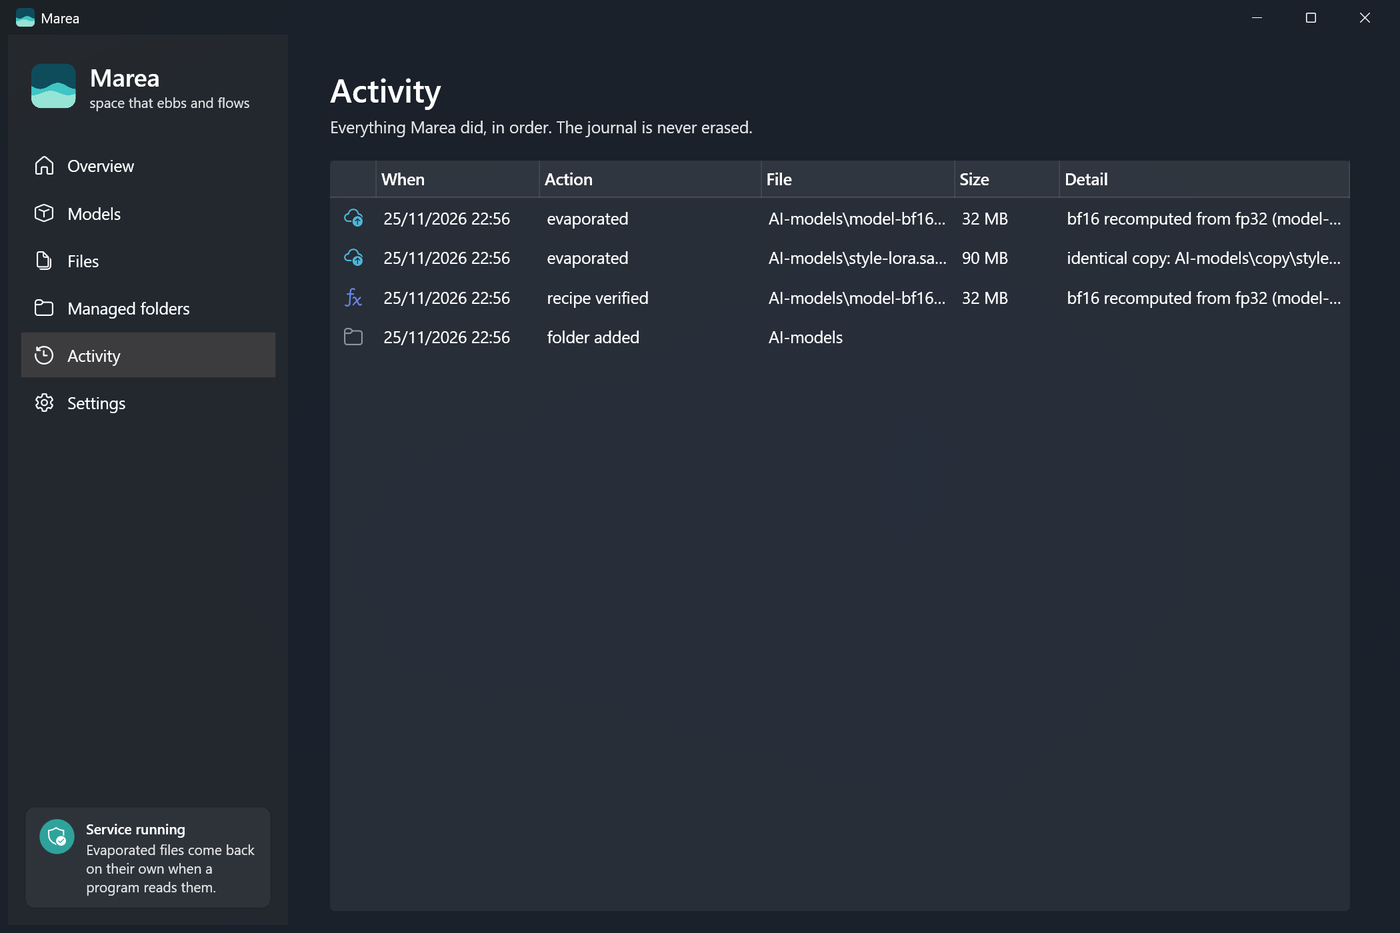 Marea
Marea
space that ebbs and flows
Overview
Models
Files
Managed folders
Activity
Settings
Service running
Evaporated files come back
on their own when a
program reads them.
Activity
Everything Marea did, in order. The journal is never erased.
When Action File Size Detail
25/11/2026 22:56 evaporated AI-models\model-bf16... 32 MB bf16 recomputed from fp32 (model-...
25/11/2026 22:56 evaporated AI-models\style-lora.sa... 90 MB identical copy: AI-models\copy\style...
25/11/2026 22:56 recipe verified AI-models\model-bf16... 32 MB bf16 recomputed from fp32 (model-...
25/11/2026 22:56 folder added AI-models